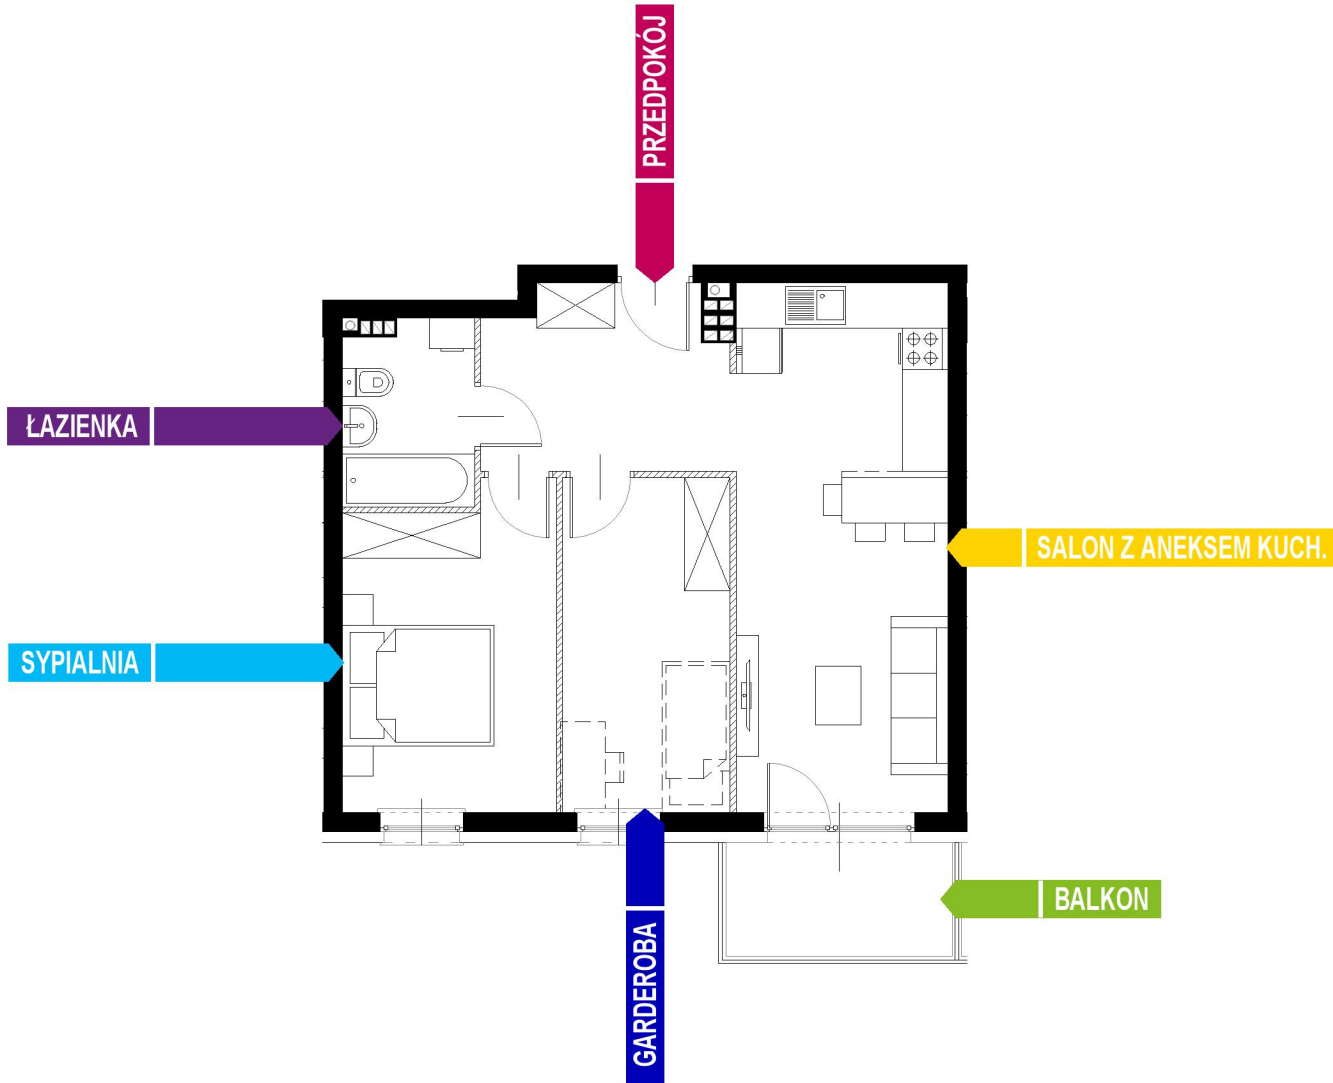 PRZEDPOKÓJ
ŁAZIENKA
SALON Z ANEKSEM KUCH.
SYPIALNIA
BALKON
GARDEROBA